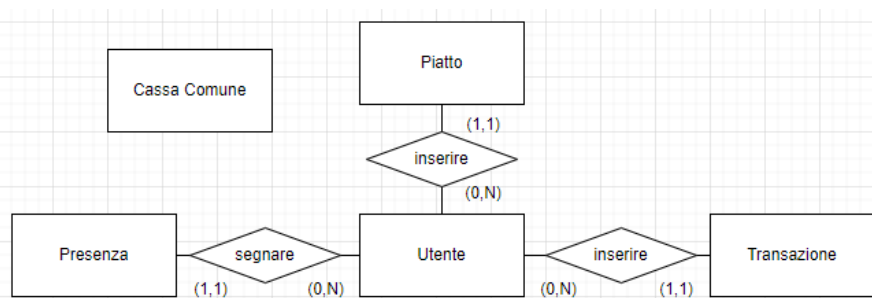 Piatto
Cassa Comune
(1,1)
inserire
(0,N)
Presenza
segnare
Utente
inserire
Transazione
(1,1)
(0,N)
(0,N)
(1,1)